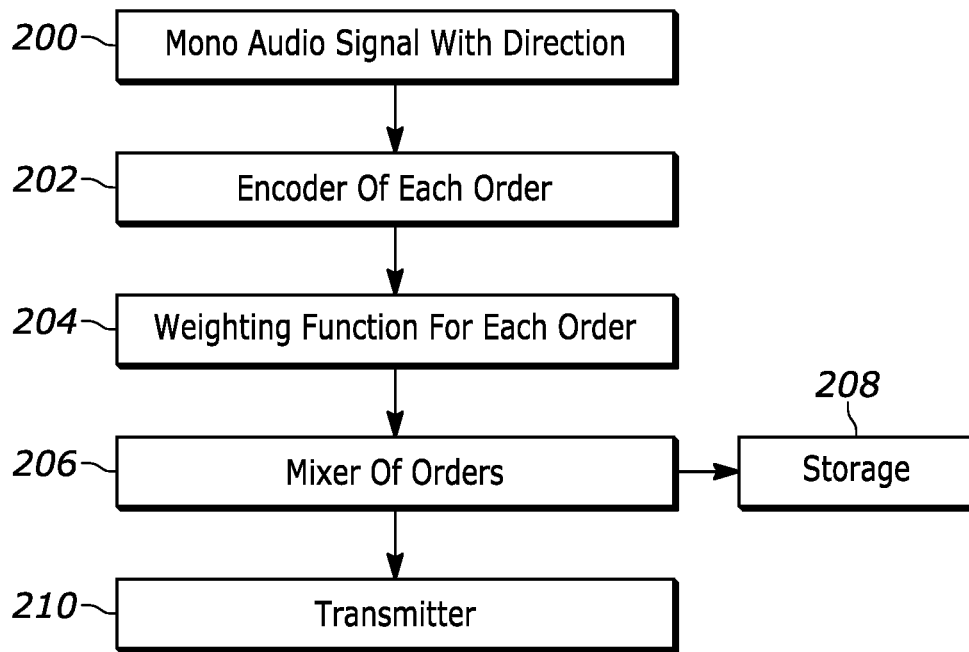 200
Mono Audio Signal With Direction
202
Encoder Of Each Order
204
Weighting Function For Each Order
208
206
Mixer Of Orders
Storage
210
Transmitter